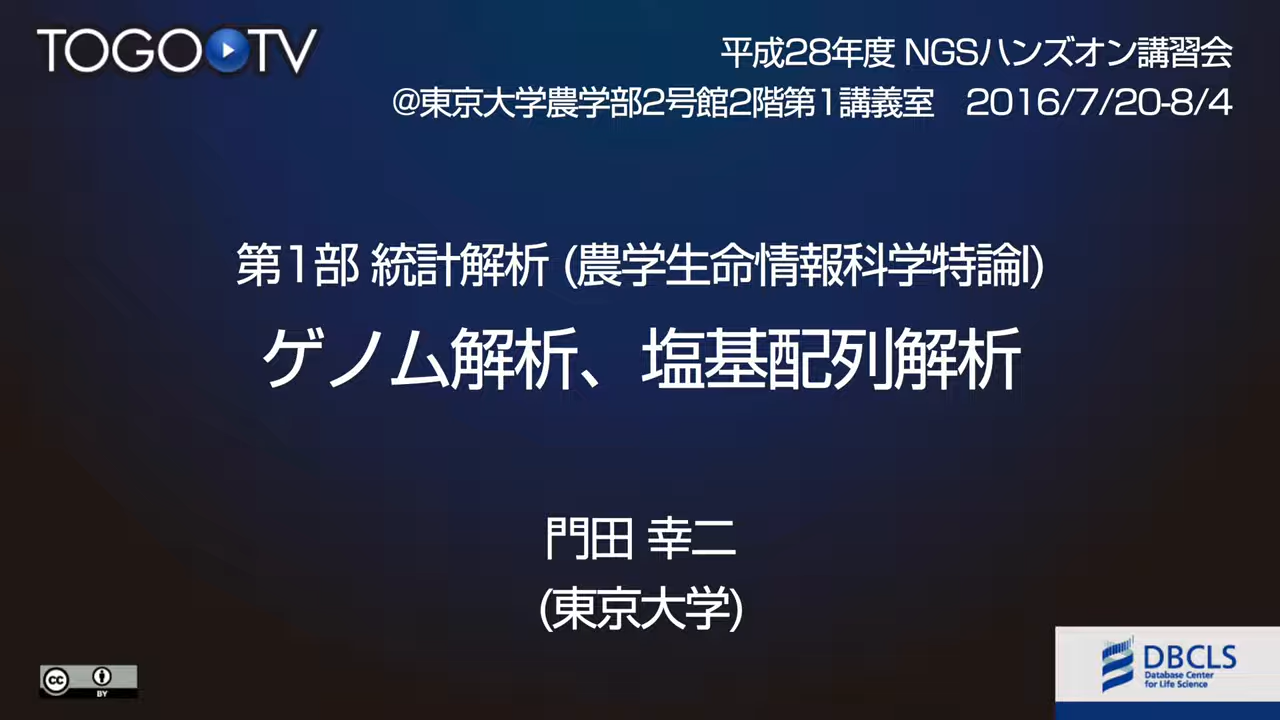 TOGO TV
平成28年度 NGSハンズオン講習会
@東京大学農学部2号館2階第1講義室　2016/7/20-8/4
第1部 統計解析 (農学生命情報科学特論I)
ゲノム解析、塩基配列解析
門田 幸二
(東京大学)
cc
BY
DBCLS
Database Center
for Life Science